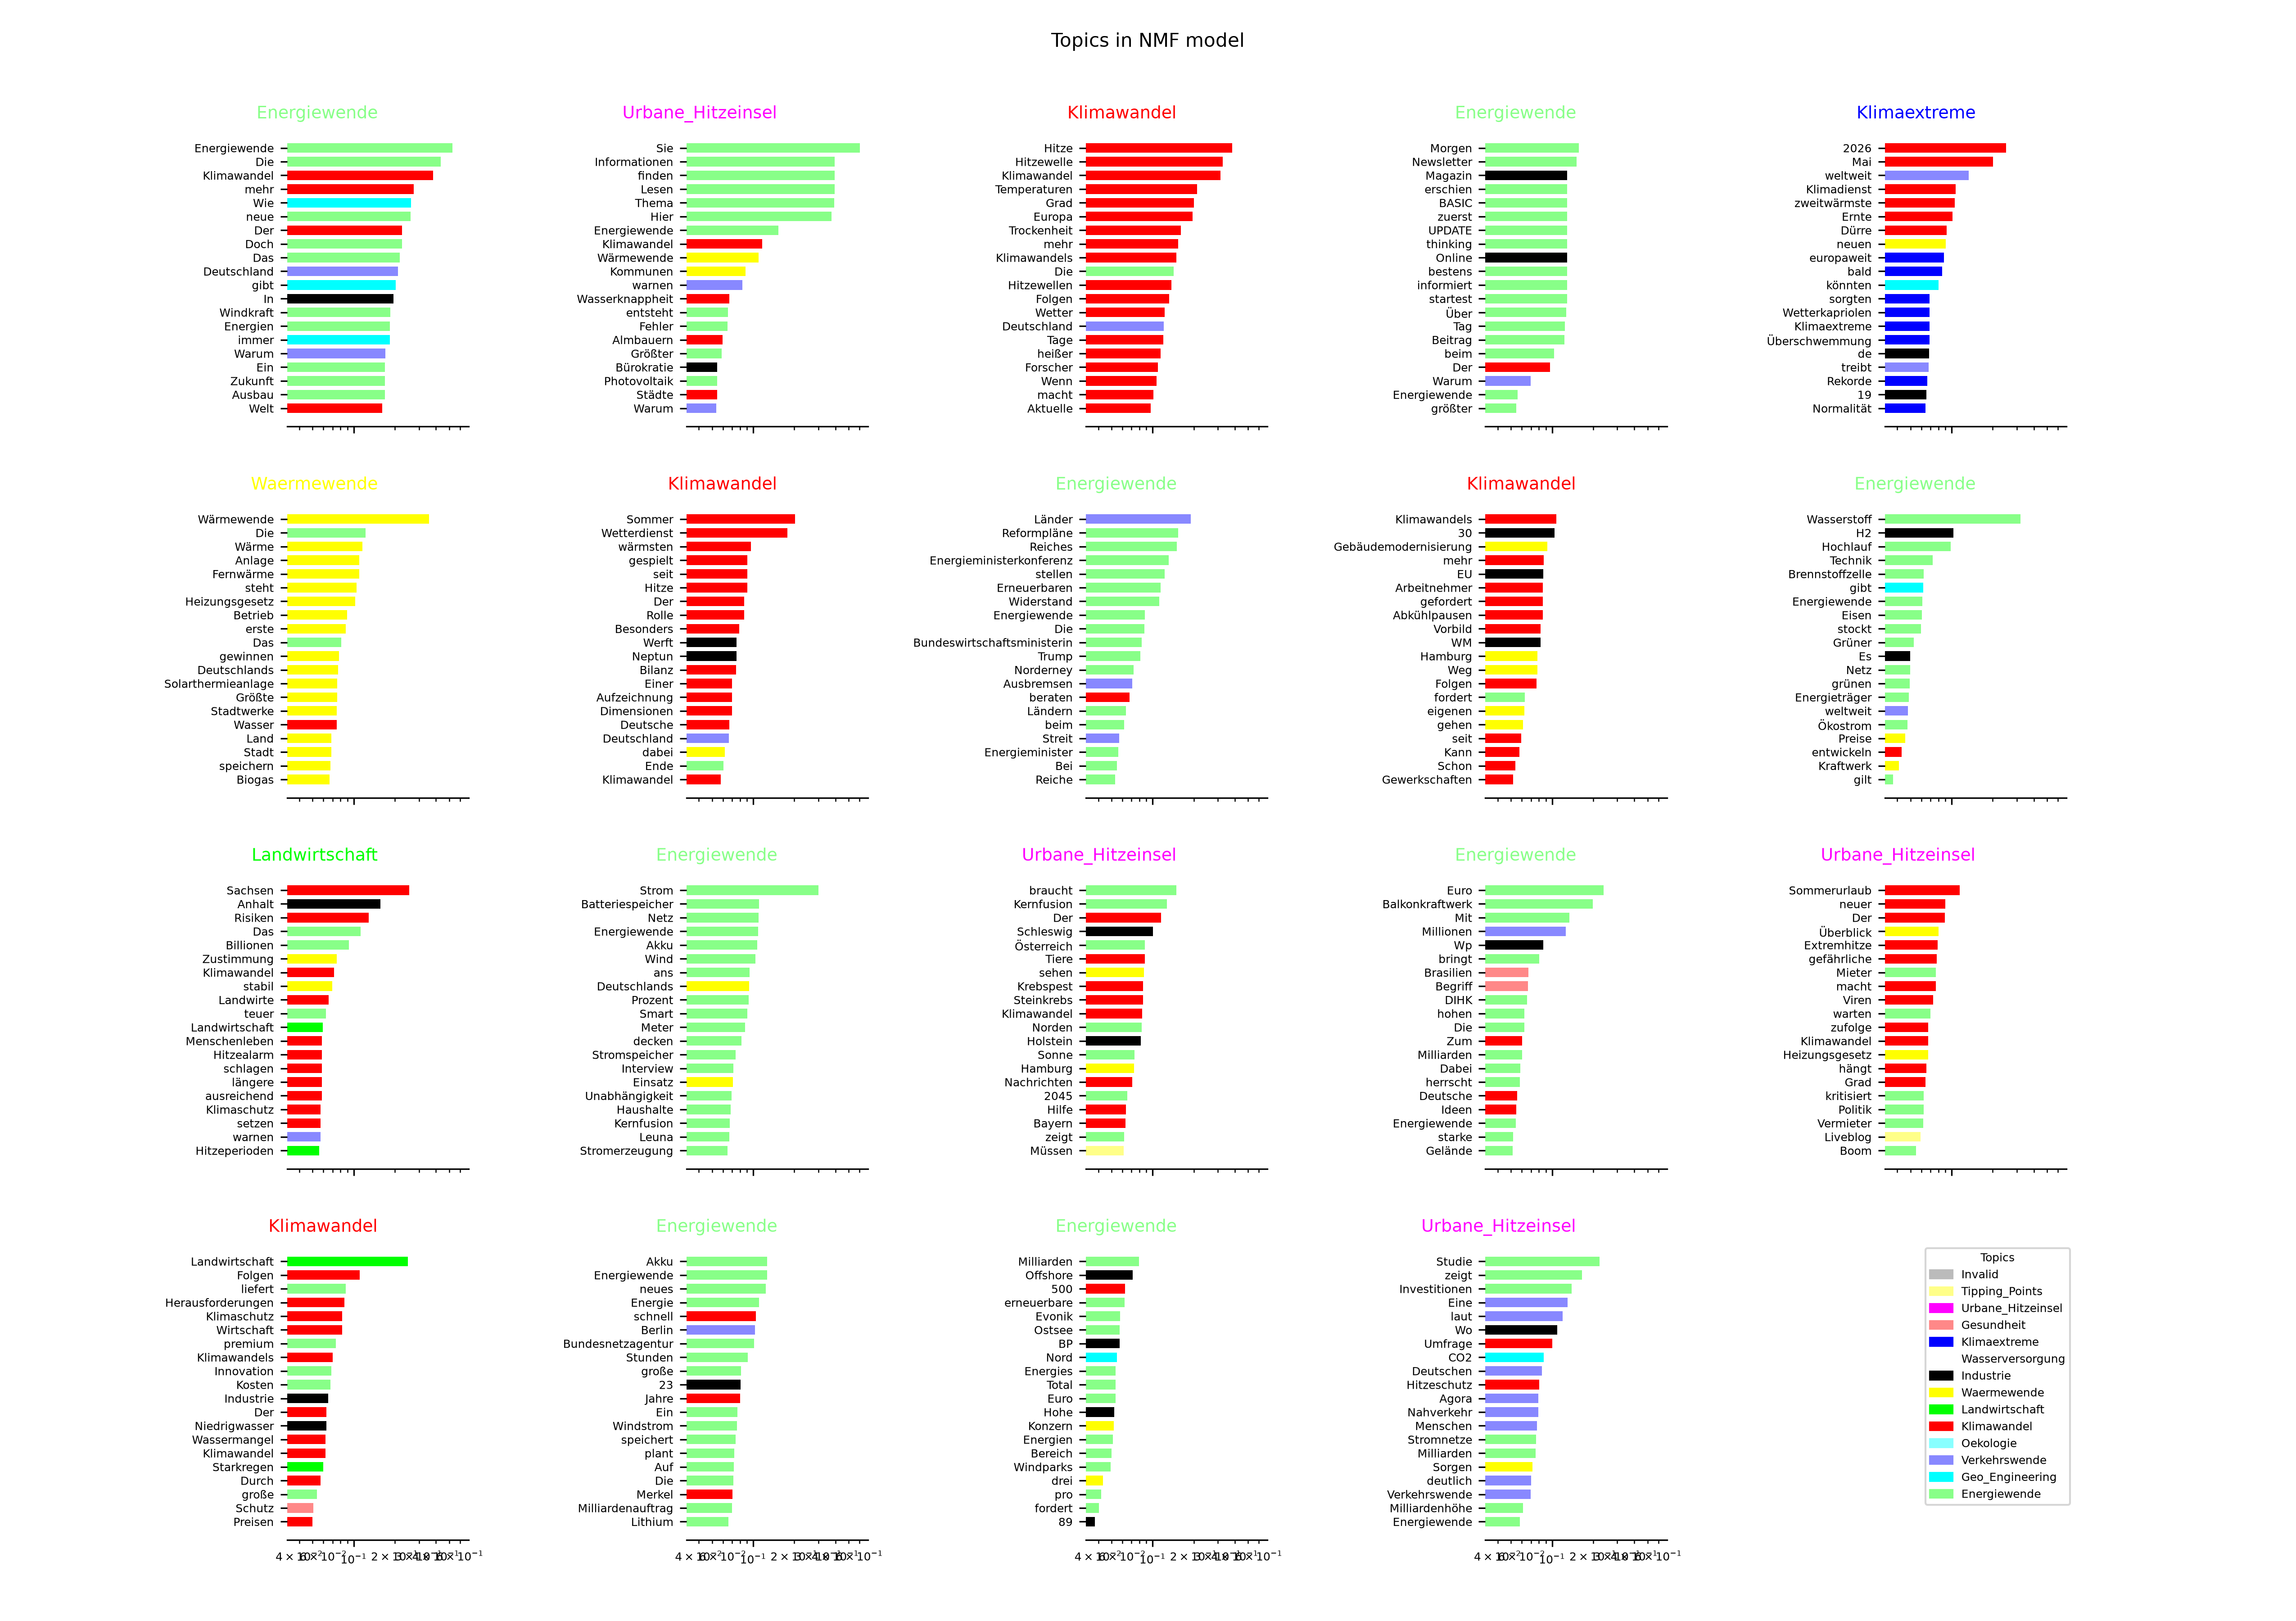 Topics in NMF model
Energiewende
Energiewende
Die
Klimawandel
mehr
Wie
neue
Der
Doch
Das
Deutschland
gibt
In
Windkraft
Energien
immer
Warum
Ein
Zukunft
Ausbau
Welt
Urbane_Hitzeinsel
Sie
Informationen
finden
Lesen
Thema
Hier
Energiewende
Klimawandel
Wärmewende
Kommunen
warnen
Wasserknappheit
entsteht
Fehler
Almbauern
Größter
Bürokratie
Photovoltaik
Städte
Warum
Klimawandel
Hitze
Hitzewelle
Klimawandel
Temperaturen
Grad
Europa
Trockenheit
mehr
Klimawandels
Die
Hitzewellen
Folgen
Wetter
Deutschland
Tage
heißer
Forscher
Wenn
macht
Aktuelle
Energiewende
Morgen
Newsletter
Magazin
erschien
BASIC
zuerst
UPDATE
thinking
Online
bestens
informiert
startest
Über
Tag
Beitrag
beim
Der
Warum
Energiewende
größter
Klimaextreme
2026
Mai
weltweit
Klimadienst
zweitwärmste
Ernte
Dürre
neuen
europaweit
bald
könnten
sorgten
Wetterkapriolen
Klimaextreme
Überschwemmung
de
treibt
Rekorde
19
Normalität
Waermewende
Wärmewende
Die
Wärme
Anlage
Fernwärme
steht
Heizungsgesetz
Betrieb
erste
Das
gewinnen
Deutschlands
Solarthermieanlage
Größte
Stadtwerke
Wasser
Land
Stadt
speichern
Biogas
Klimawandel
Sommer
Wetterdienst
wärmsten
gespielt
seit
Hitze
Der
Rolle
Besonders
Werft
Neptun
Bilanz
Einer
Aufzeichnung
Dimensionen
Deutsche
Deutschland
dabei
Ende
Klimawandel
Energiewende
Länder
Reformpläne
Reiches
Energieministerkonferenz
stellen
Erneuerbaren
Widerstand
Energiewende
Die
Bundeswirtschaftsministerin
Trump
Norderney
Ausbremsen
beraten
Ländern
beim
Streit
Energieminister
Bei
Reiche
Klimawandel
Klimawandels
30
Gebäudemodernisierung
mehr
EU
Arbeitnehmer
gefordert
Abkühlpausen
Vorbild
WM
Hamburg
Weg
Folgen
fordert
eigenen
gehen
seit
Kann
Schon
Gewerkschaften
Energiewende
Wasserstoff
H2
Hochlauf
Technik
Brennstoffzelle
gibt
Energiewende
Eisen
stockt
Grüner
Es
Netz
grünen
Energieträger
weltweit
Ökostrom
Preise
entwickeln
Kraftwerk
gilt
Landwirtschaft
Sachsen
Anhalt
Risiken
Das
Billionen
Zustimmung
Klimawandel
stabil
Landwirte
teuer
Landwirtschaft
Menschenleben
Hitzealarm
schlagen
längere
ausreichend
Klimaschutz
setzen
warnen
Hitzeperioden
Energiewende
Strom
Batteriespeicher
Netz
Energiewende
Akku
Wind
ans
Deutschlands
Prozent
Smart
Meter
decken
Stromspeicher
Interview
Einsatz
Unabhängigkeit
Haushalte
Kernfusion
Leuna
Stromerzeugung
Urbane_Hitzeinsel
braucht
Kernfusion
Der
Schleswig
Österreich
Tiere
sehen
Krebspest
Steinkrebs
Klimawandel
Norden
Holstein
Sonne
Hamburg
Nachrichten
2045
Hilfe
Bayern
zeigt
Müssen
Energiewende
Euro
Balkonkraftwerk
Mit
Millionen
Wp
bringt
Brasilien
Begriff
DIHK
hohen
Die
Zum
Milliarden
Dabei
herrscht
Deutsche
Ideen
Energiewende
starke
Gelände
Urbane_Hitzeinsel
Sommerurlaub
neuer
Der
Überblick
Extremhitze
gefährliche
Mieter
macht
Viren
warten
zufolge
Klimawandel
Heizungsgesetz
hängt
Grad
kritisiert
Politik
Vermieter
Liveblog
Boom
Klimawandel
Landwirtschaft
Folgen
liefert
Herausforderungen
Klimaschutz
Wirtschaft
premium
Klimawandels
Innovation
Kosten
Industrie
Der
Niedrigwasser
Wassermangel
Klimawandel
Starkregen
Durch
große
Schutz
Preisen
Energiewende
Akku
Energiewende
neues
Energie
schnell
Berlin
Bundesnetzagentur
Stunden
große
23
Jahre
Ein
Windstrom
speichert
plant
Auf
Die
Merkel
Milliardenauftrag
Lithium
Energiewende
Milliarden
Offshore
500
erneuerbare
Evonik
Ostsee
BP
Nord
Energies
Total
Euro
Hohe
Konzern
Energien
Bereich
Windparks
drei
pro
fordert
89
Urbane_Hitzeinsel
Studie
zeigt
Investitionen
Eine
laut
Wo
Umfrage
CO2
Deutschen
Hitzeschutz
Agora
Nahverkehr
Menschen
Stromnetze
Milliarden
Sorgen
deutlich
Verkehrswende
Milliardenhöhe
Energiewende
Topics
Invalid
Tipping_Points
Urbane_Hitzeinsel
Gesundheit
Klimaextreme
Wasserversorgung
Industrie
Waermewende
Landwirtschaft
Klimawandel
Oekologie
Verkehrswende
Geo_Engineering
Energiewende